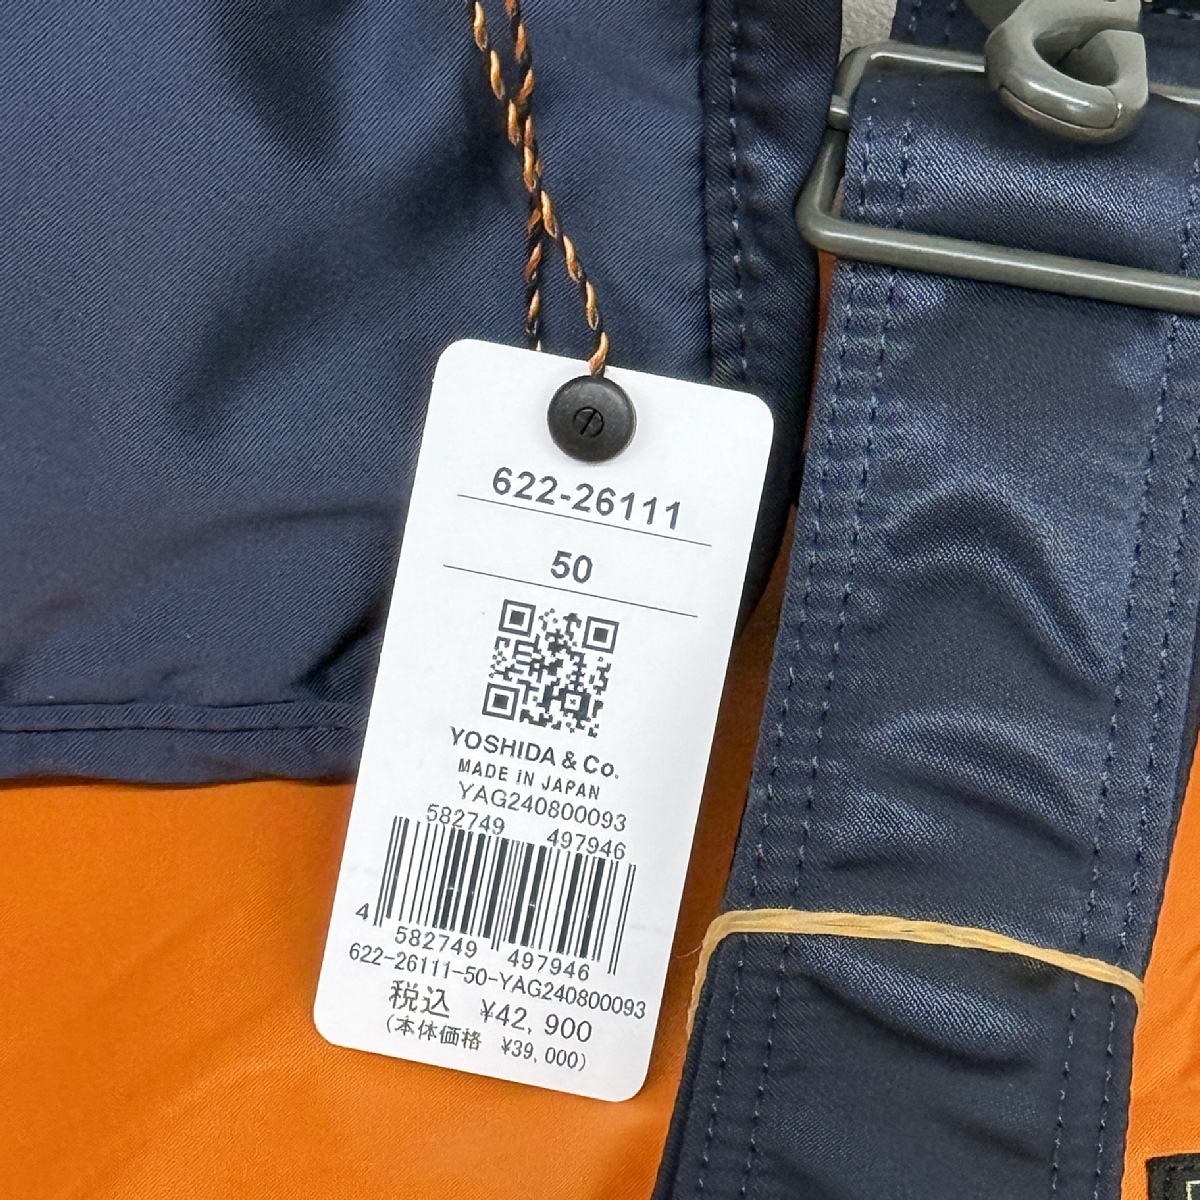 622-26111
50
YOSHIDA & Co.
MADE IN JAPAN
YAG240800093
582749 497946
4 582749 497946
622-26111-50-YAG240800093
税込 ¥42,900
(本体価格 ¥39,000)